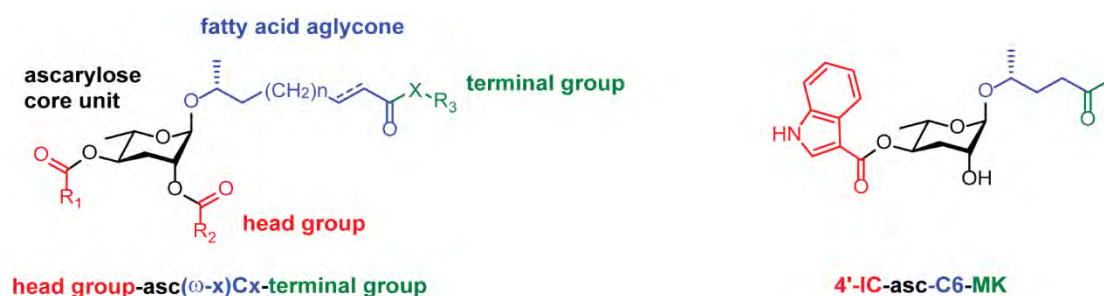 fatty acid aglycone
ascarylose
core unit
terminal group
(CH₂)n
X
R₃
O
O
O
O
O
O
O
R₁
R₂
head group
head group-asc(ω-x)Cx-terminal group
HN
O
O
O
O
O
OH
4'-IC-asc-C6-MK